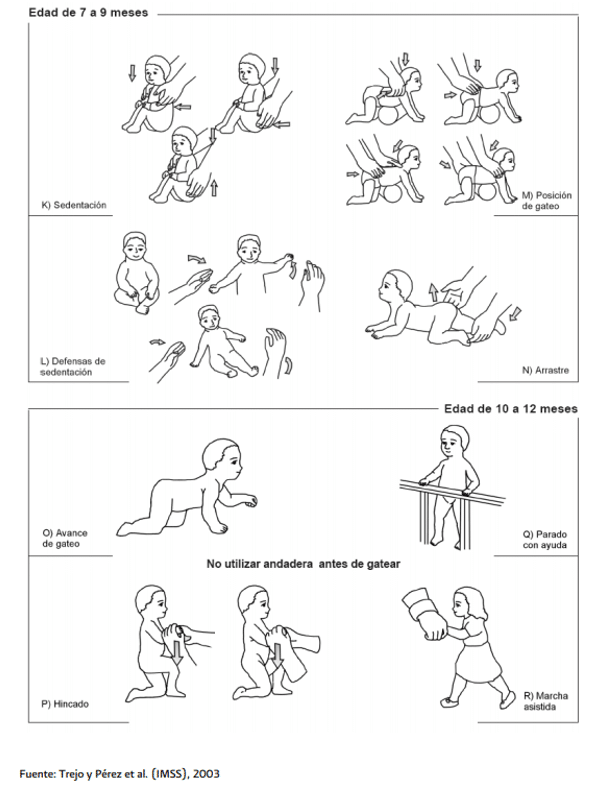 Edad de 7 a 9 meses
K) Sedentación
M) Posición
de gateo
L) Defensas de
sedentación
N) Arrastre
Edad de 10 a 12 meses
O) Avance
de gateo
Q) Parado
con ayuda
No utilizar andadera antes de gatear
P) Hincado
R) Marcha
asistida
Fuente: Trejo y Pérez et al. (IMSS), 2003